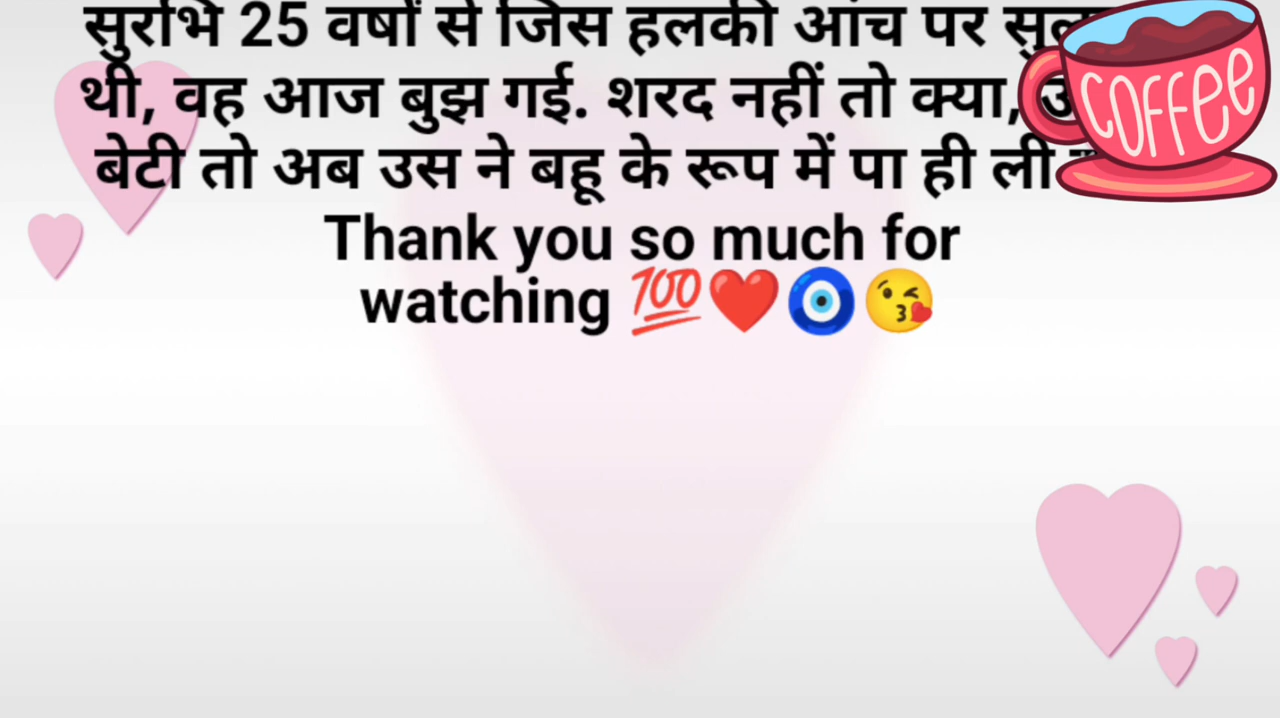 सुरभि 25 वर्षों से जिस हलकी आंच पर
थी, वह आज बुझ गई. शरद नहीं तो क्या,
बेटी तो अब उस ने बहू के रूप में पा ही ली
Thank you so much for
watching 💯❤️🧿😘
COFFEE